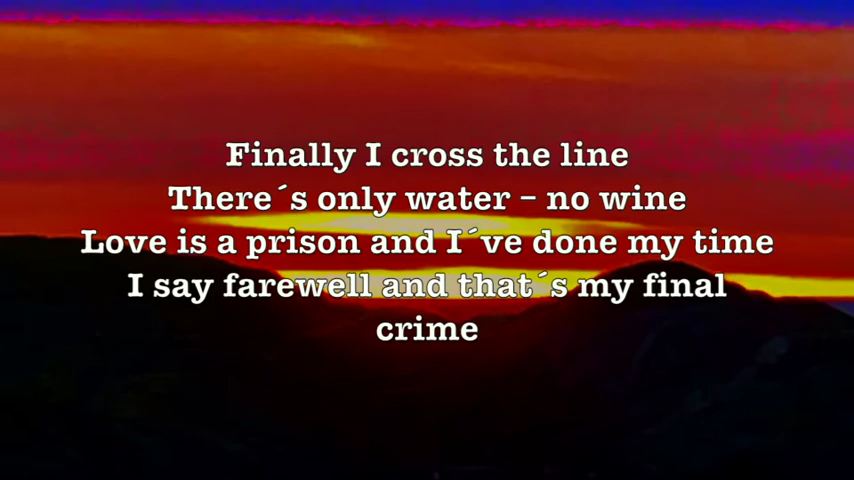 Finally I cross the line
There´s only water – no wine
Love is a prison and I´ve done my time
I say farewell and that´s my final
crime